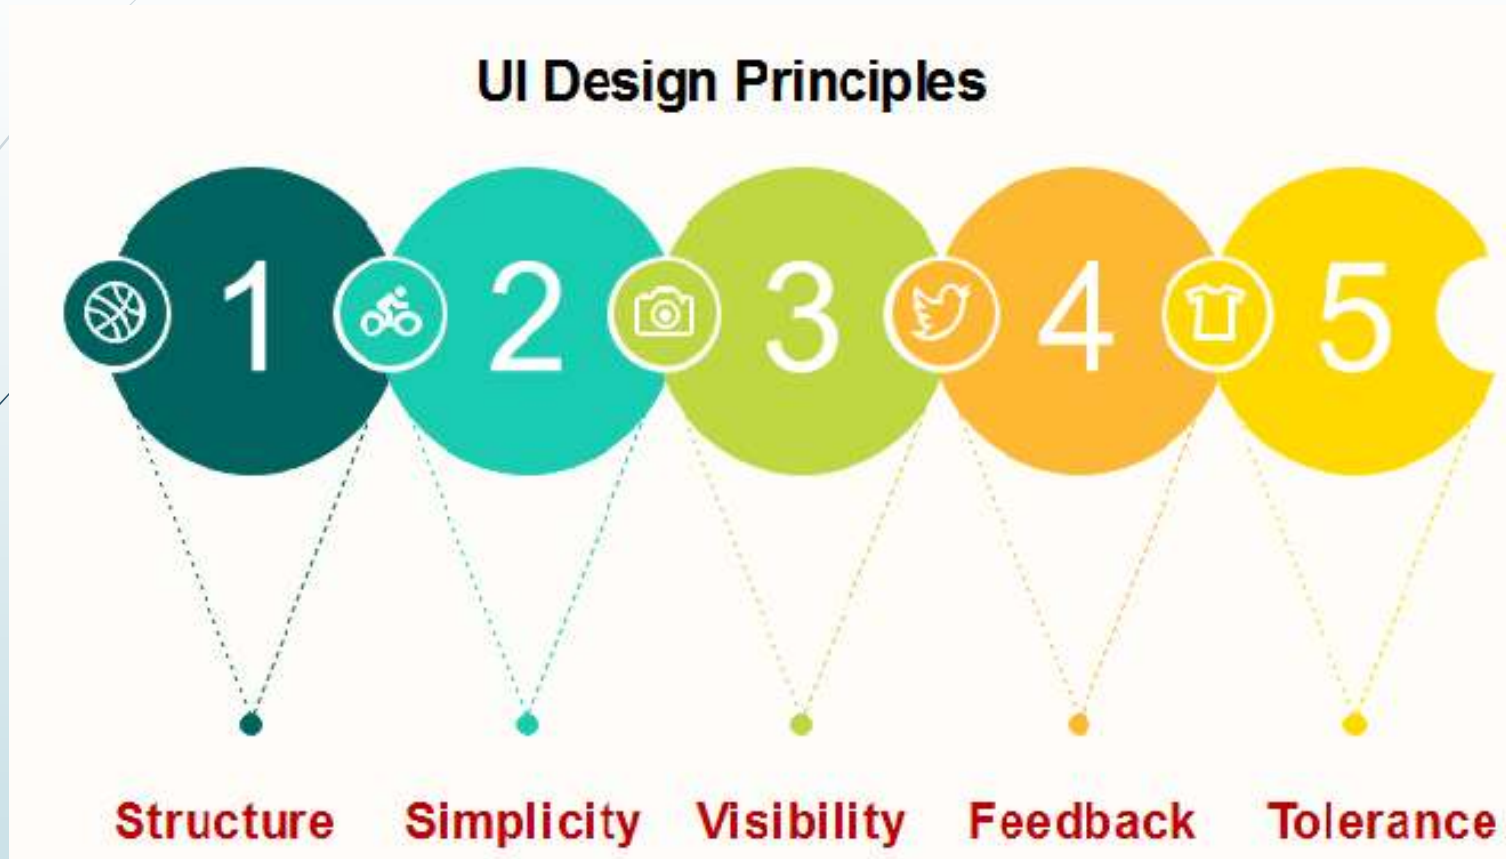 UI Design Principles
1 2 3 4 5
Structure Simplicity Visibility Feedback Tolerance